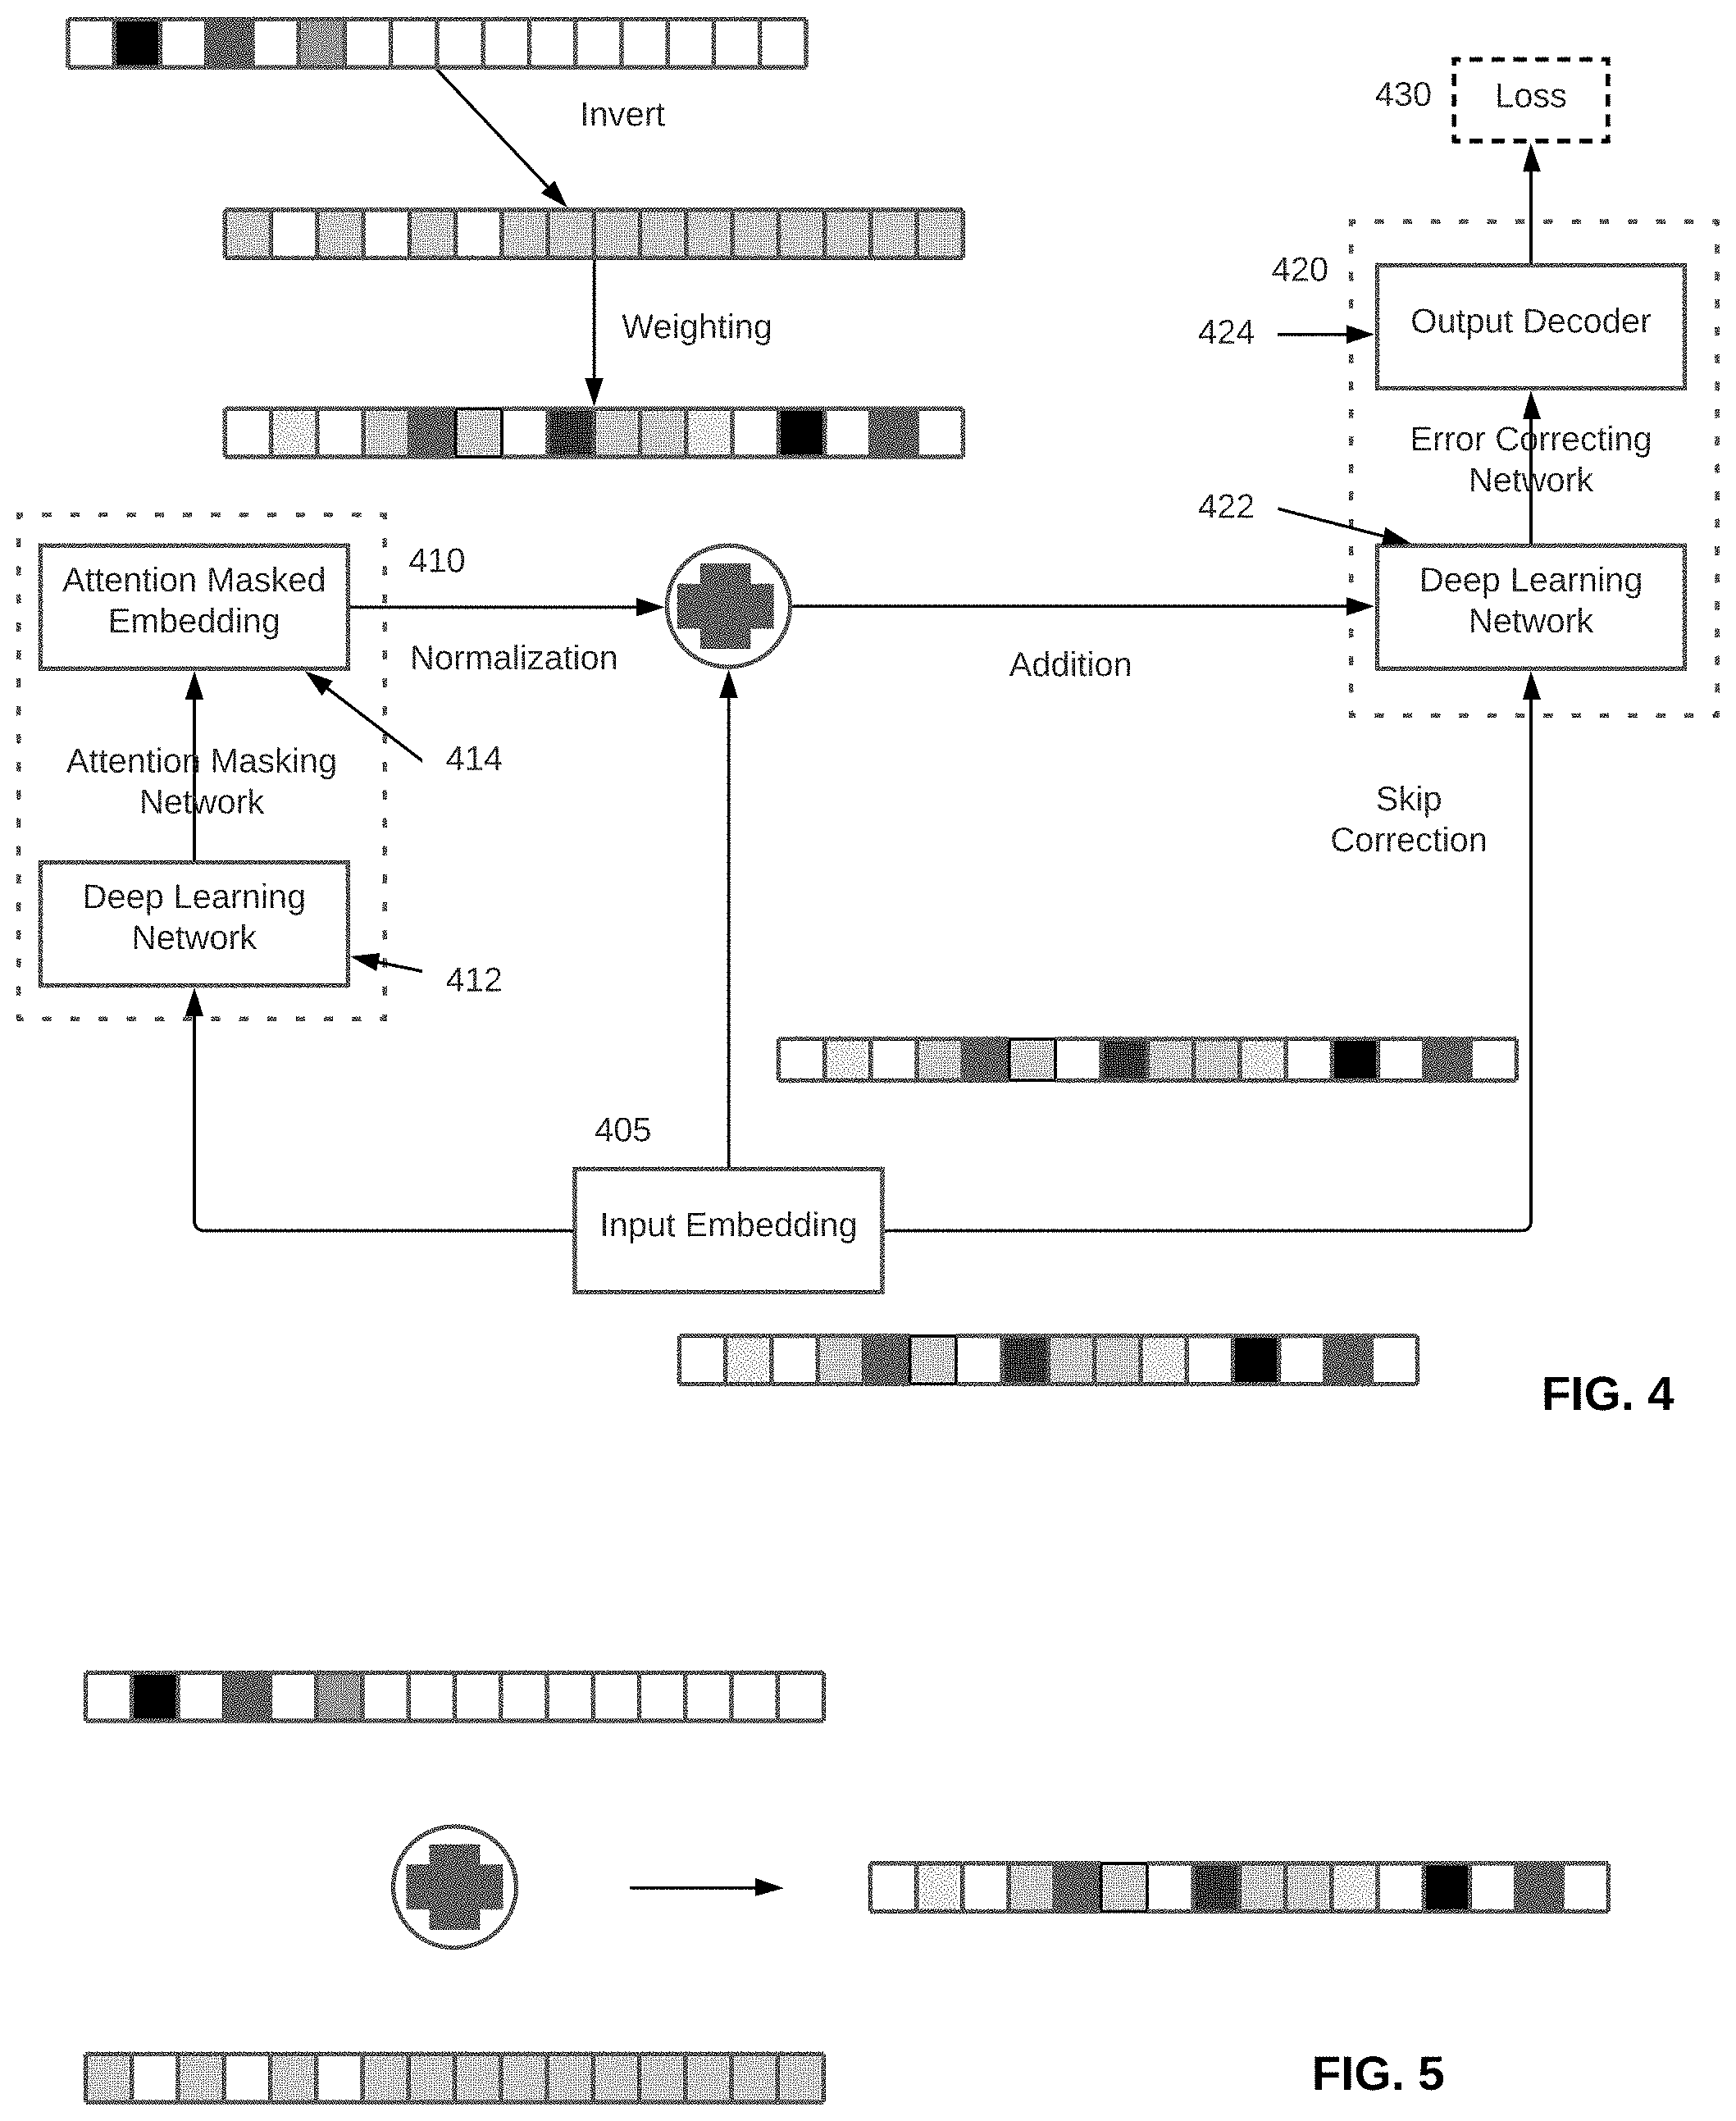 Invert
430
Loss
420
Weighting
424
Output Decoder
Error Correcting
Network
422
410
Attention Masked
Embedding
Deep Learning
Network
Normalization
Addition
414
Attention Masking
Network
Skip
Correction
Deep Learning
Network
412
405
Input Embedding
FIG. 4
FIG. 5